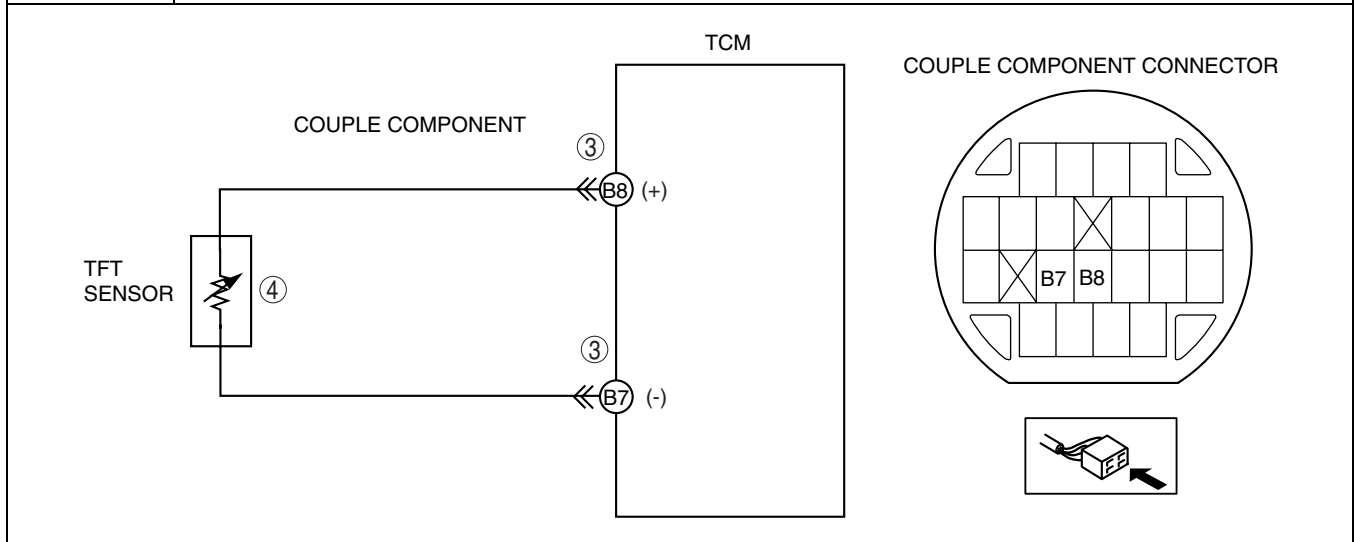 TCM
COUPLE COMPONENT CONNECTOR
COUPLE COMPONENT
③
B8 (+)
TFT
SENSOR
④
B7 B8
③
B7 (-)